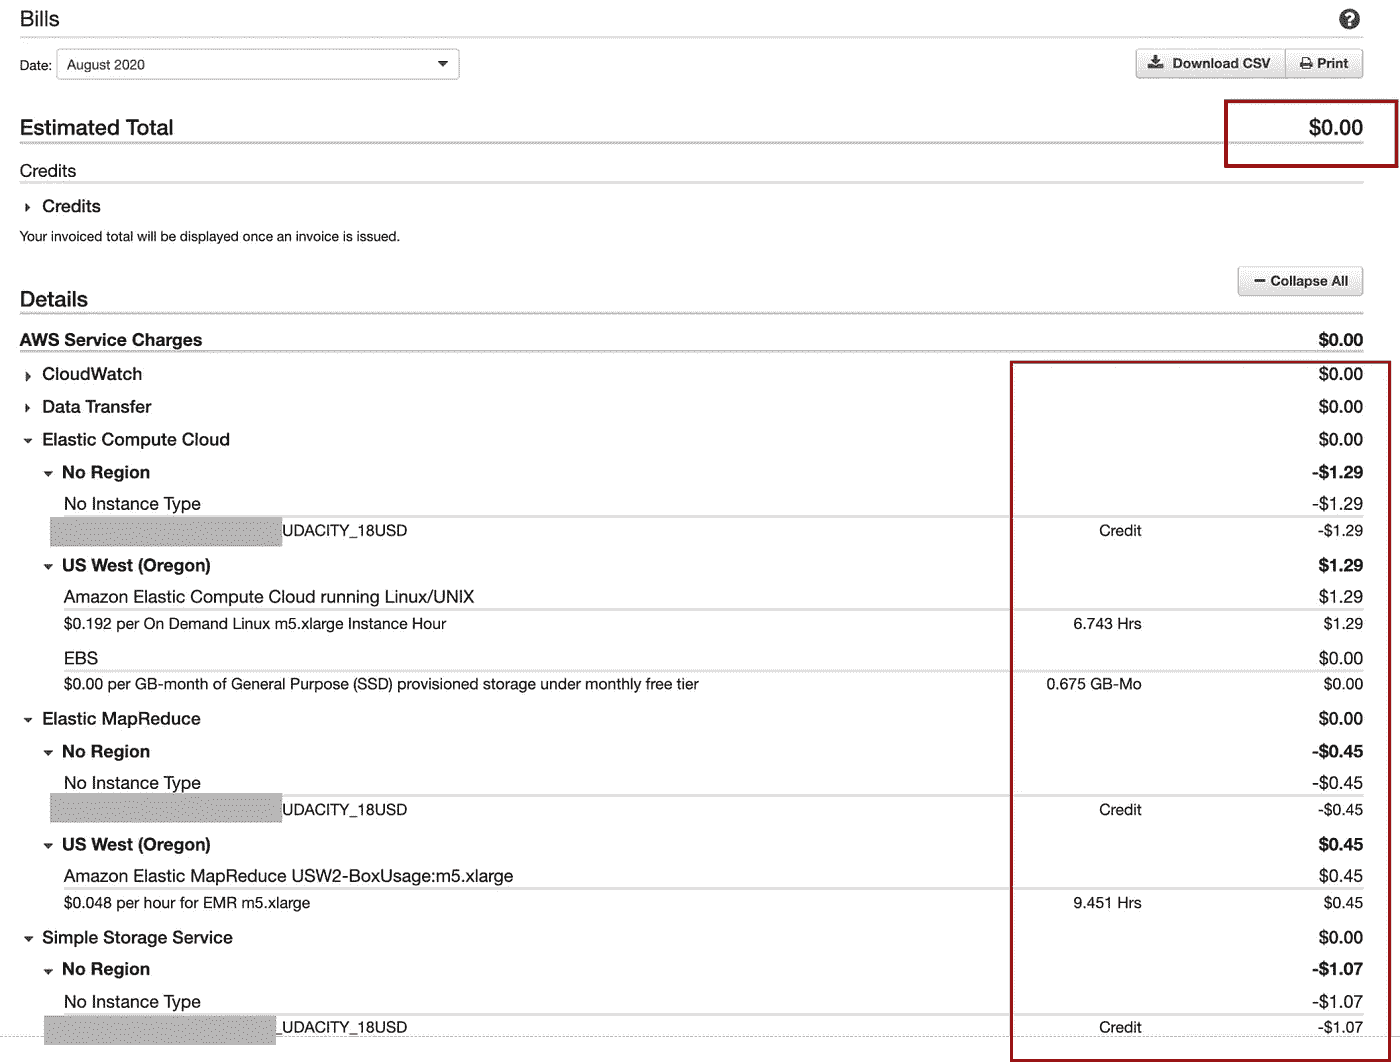 Bills ?
Date: August 2020 Download CSV Print
Estimated Total $0.00
Credits
Credits
Your invoiced total will be displayed once an invoice is issued.
Collapse All
Details
AWS Service Charges $0.00
CloudWatch $0.00
Data Transfer $0.00
Elastic Compute Cloud $0.00
No Region -$1.29
No Instance Type -$1.29
UDACITY_18USD Credit -$1.29
US West (Oregon) $1.29
Amazon Elastic Compute Cloud running Linux/UNIX $1.29
$0.192 per On Demand Linux m5.xlarge Instance Hour 6.743 Hrs $1.29
EBS $0.00
$0.00 per GB-month of General Purpose (SSD) provisioned storage under monthly free tier 0.675 GB-Mo $0.00
Elastic MapReduce $0.00
No Region -$0.45
No Instance Type -$0.45
UDACITY_18USD Credit -$0.45
US West (Oregon) $0.45
Amazon Elastic MapReduce USW2-BoxUsage:m5.xlarge $0.45
$0.048 per hour for EMR m5.xlarge 9.451 Hrs $0.45
Simple Storage Service $0.00
No Region -$1.07
No Instance Type -$1.07
_UDACITY_18USD Credit -$1.07